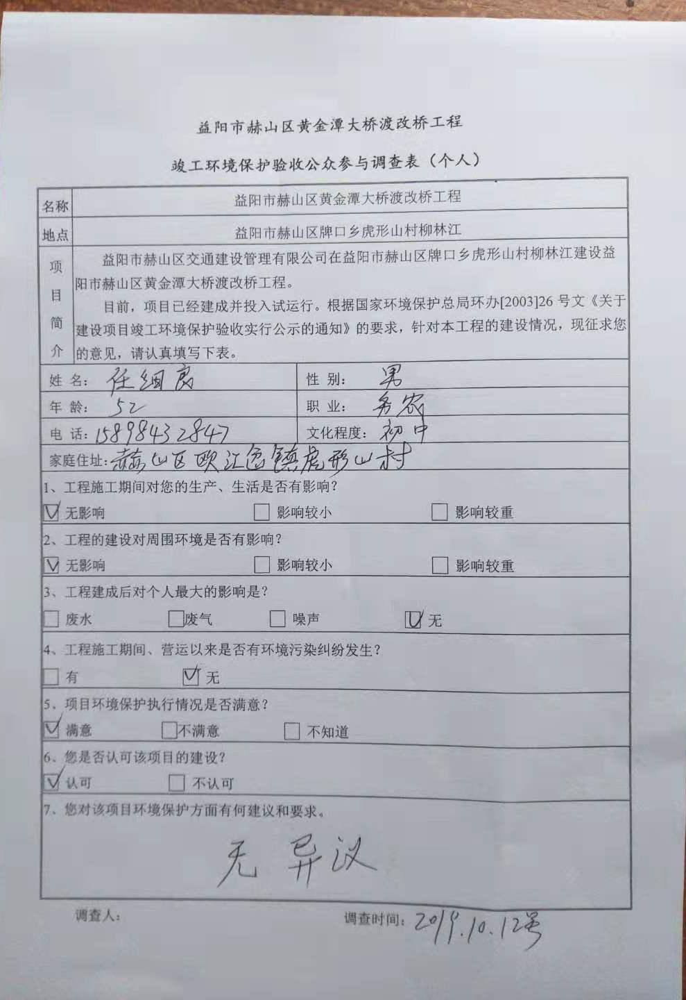 益阳市赫山区黄金潭大桥渡改桥工程
竣工环境保护验收公众参与调查表（个人）
名称 益阳市赫山区黄金潭大桥渡改桥工程
地点 益阳市赫山区牌口乡虎形山村柳林江
项目简介
益阳市赫山区交通建设管理有限公司在益阳市赫山区牌口乡虎形山村柳林江建设益
阳市赫山区黄金潭大桥渡改桥工程。
目前，项目已经建成并投入试运行。根据国家环境保护总局环办[2003]26 号文《关于
建设项目竣工环境保护验收实行公示的通知》的要求，针对本工程的建设情况，现征求您
的意见，请认真填写下表。
姓 名： 任细 性 别： 男
年 龄： 52 职 业： 务农
电 话：15898432847 文化程度： 初中
家庭住址：赫山区欧江岔镇虎形山村
1、工程施工期间对您的生产、生活是否有影响？
☑ 无影响 □ 影响较小 □ 影响较重
2、工程的建设对周围环境是否有影响？
☑ 无影响 □ 影响较小 □ 影响较重
3、工程建成后对个人最大的影响是？
□ 废水 □废气 □ 噪声 ☑ 无
4、工程施工期间、营运以来是否有环境污染纠纷发生？
□ 有 ☑ 无
5、项目环境保护执行情况是否满意？
☑ 满意 □不满意 □ 不知道
6、您是否认可该项目的建设？
☑ 认可 □ 不认可
7、您对该项目环境保护方面有何建议和要求。
无异议
调查人： 调查时间：2019.10.12号